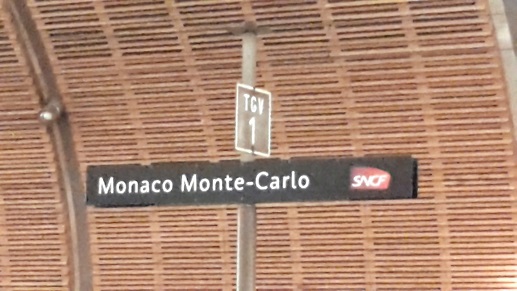 TGV
1
Monaco Monte-Carlo SNCF